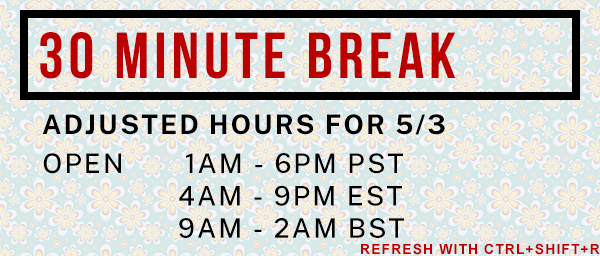 30 MINUTE BREAK
ADJUSTED HOURS FOR 5/3
OPEN 1AM - 6PM PST
4AM - 9PM EST
9AM - 2AM BST
REFRESH WITH CTRL+SHIFT+R